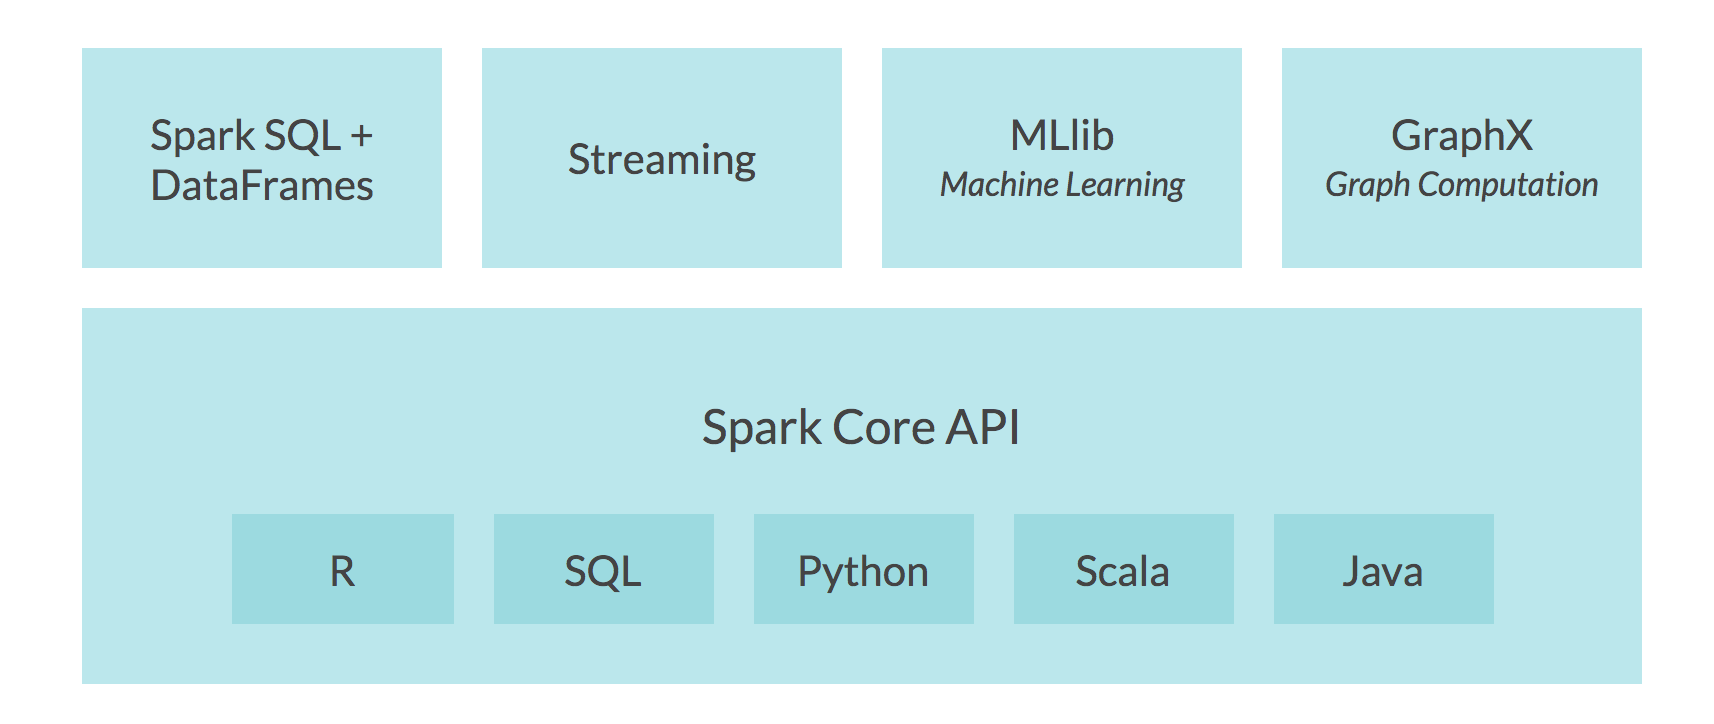 Spark SQL +
DataFrames
Streaming
MLlib
Machine Learning
GraphX
Graph Computation
Spark Core API
R
SQL
Python
Scala
Java